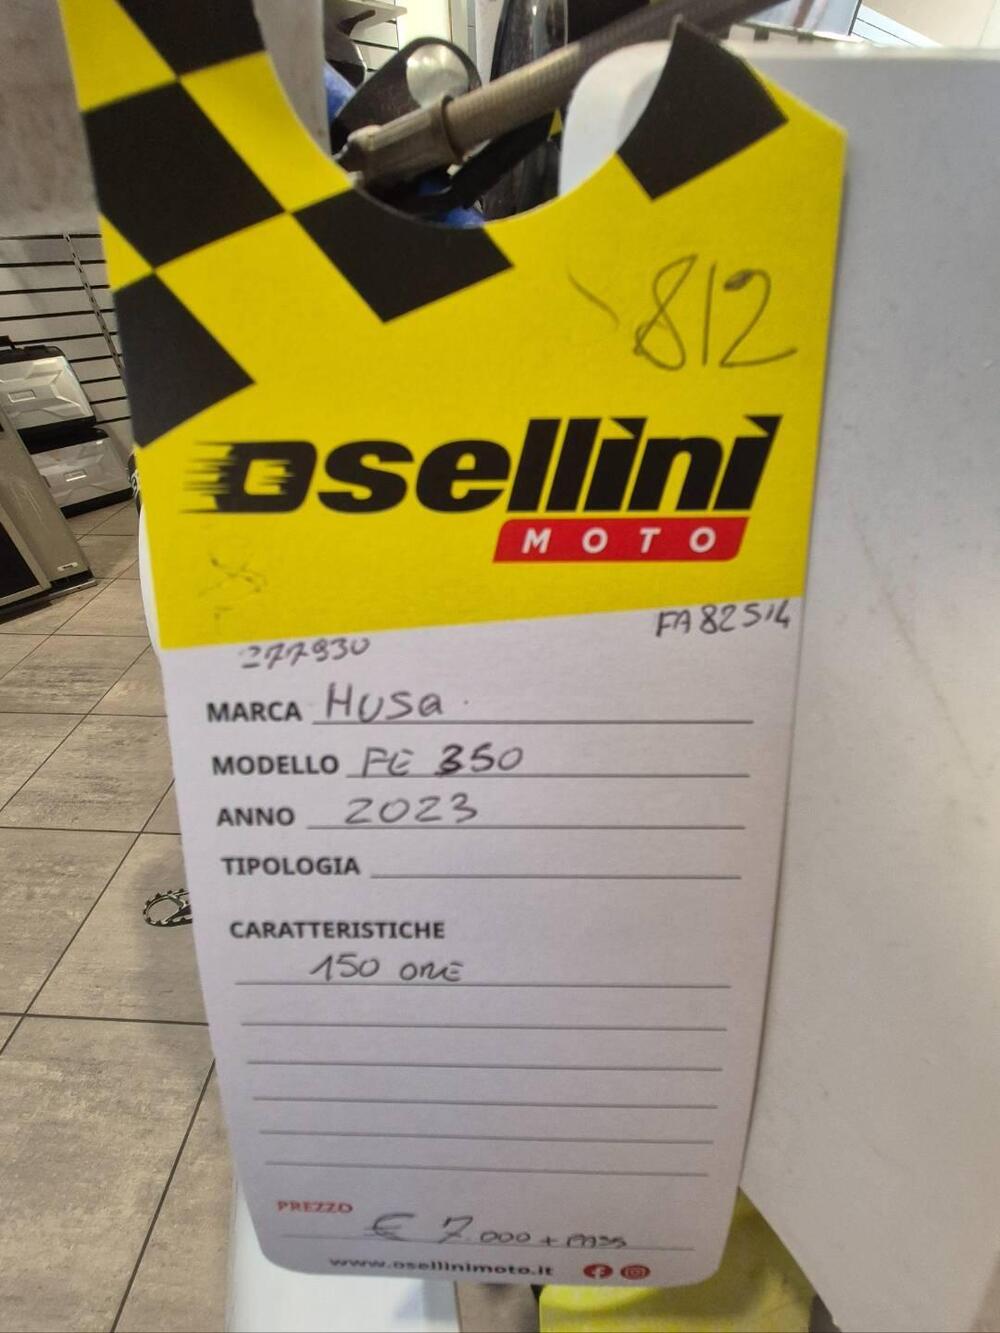 812
osellini
MOTO
FA82514
277930
MARCA Husa
MODELLO FE 350
ANNO 2023
TIPOLOGIA
CARATTERISTICHE
150 ORE
PREZZO
€ 7.000 + PASS
www.osellinimoto.it